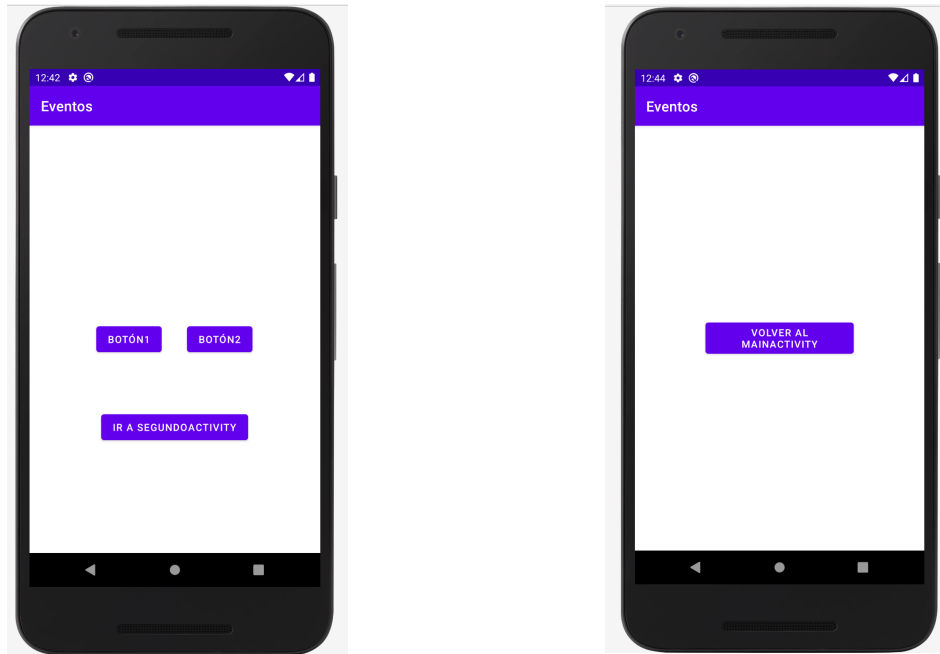 12:42
Eventos
BOTÓN1
BOTÓN2
IR A SEGUNDOACTIVITY
12:44
Eventos
VOLVER AL
MAINACTIVITY